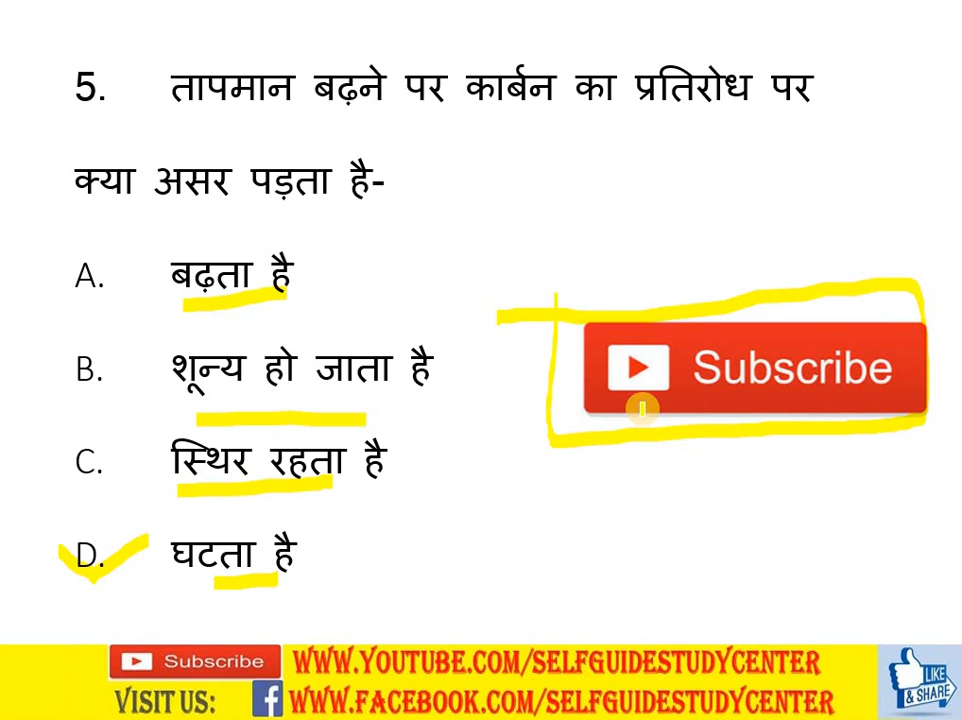 5. तापमान बढ़ने पर कार्बन का प्रतिरोध पर
क्या असर पड़ता है-
A. बढ़ता है
B. शून्य हो जाता है
C. स्थिर रहता है
D. घटता है
Subscribe
Subscribe WWW.YOUTUBE.COM/SELFGUIDESTUDYCENTER
VISIT US: f WWW.FACEBOOK.COM/SELFGUIDESTUDYCENTER
LIKE
& SHARE